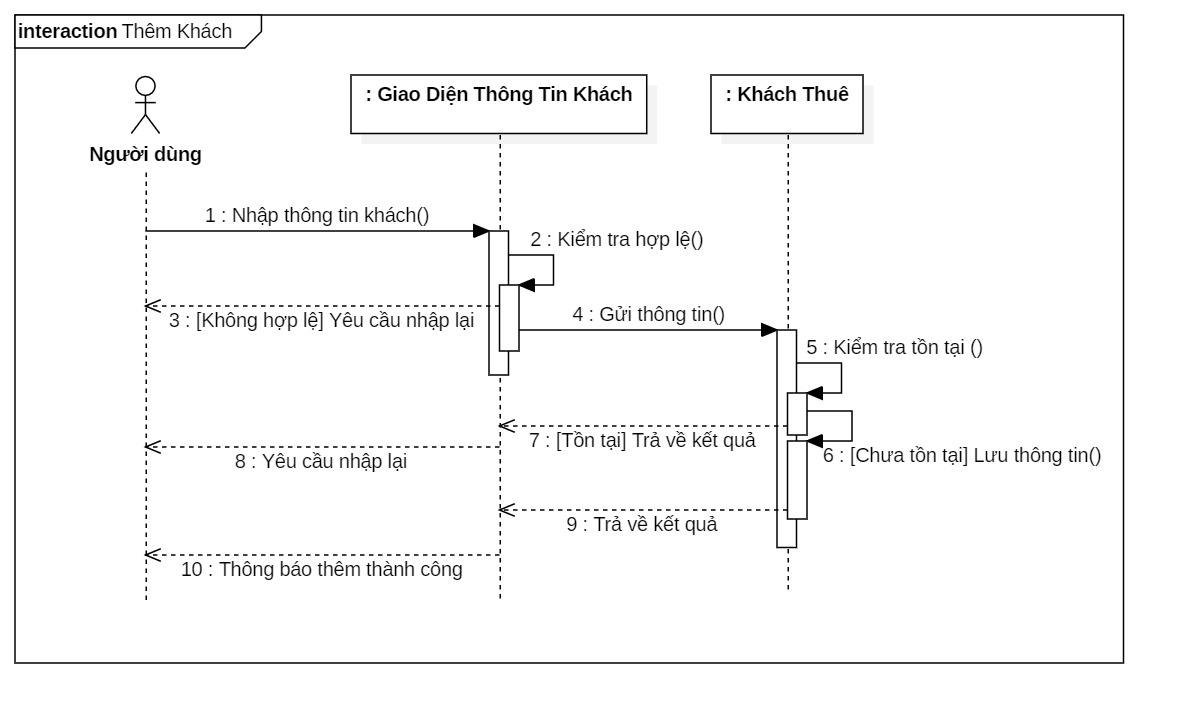 interaction Thêm Khách
: Giao Diện Thông Tin Khách
: Khách Thuê
Người dùng
1 : Nhập thông tin khách()
2 : Kiểm tra hợp lệ()
3 : [Không hợp lệ] Yêu cầu nhập lại
4 : Gửi thông tin()
5 : Kiểm tra tồn tại ()
7 : [Tồn tại] Trả về kết quả
6 : [Chưa tồn tại] Lưu thông tin()
8 : Yêu cầu nhập lại
9 : Trả về kết quả
10 : Thông báo thêm thành công